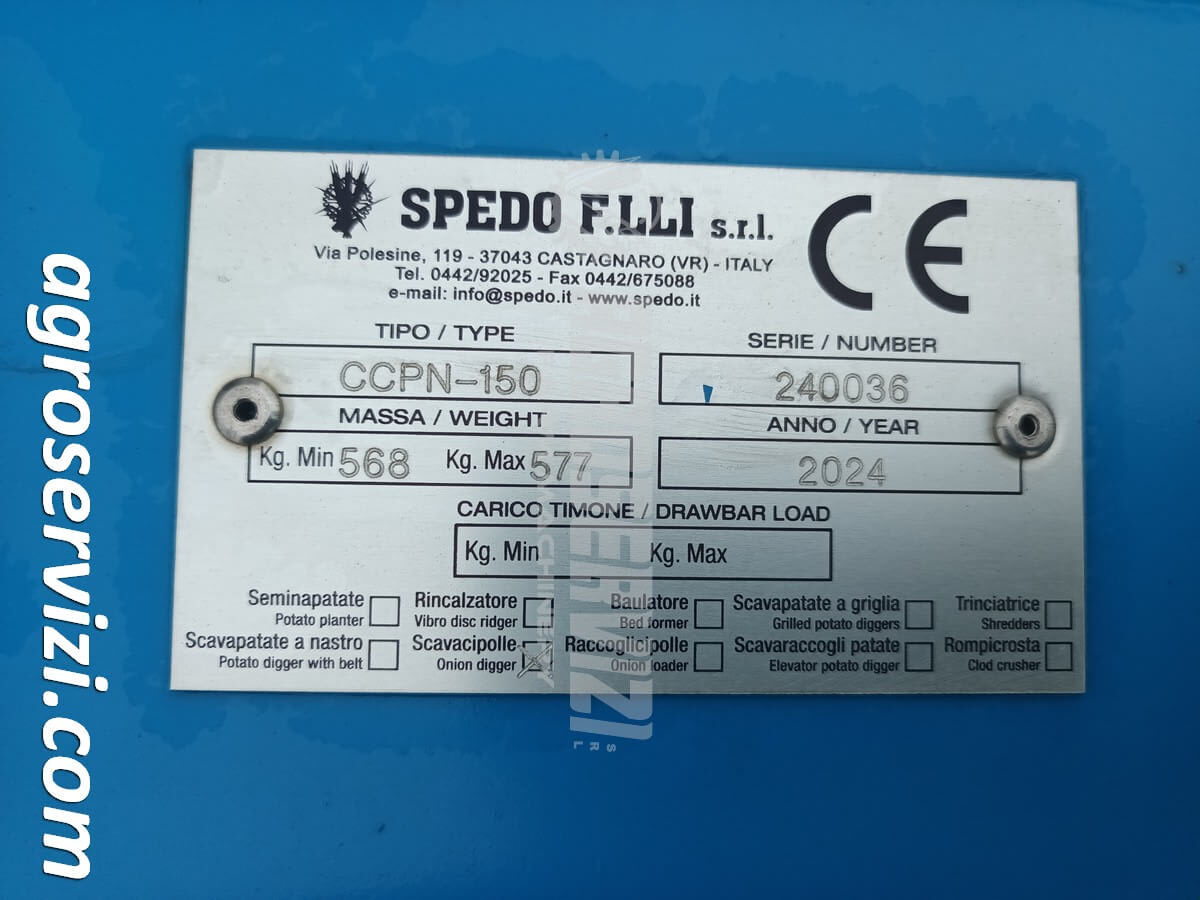 SPEDO F.LLI s.r.l.
CE
Via Polesine, 119 - 37043 CASTAGNARO (VR) - ITALY
Tel. 0442/92025 - Fax 0442/675088
e-mail: info@spedo.it - www.spedo.it
TIPO / TYPE
CCPN-150
SERIE / NUMBER
240036
MASSA / WEIGHT
Kg. Min 568 Kg. Max 577
ANNO / YEAR
2024
CARICO TIMONE / DRAWBAR LOAD
Kg. Min Kg. Max
Seminapatate
Potato planter
Rincalzatore
Vibro disc ridger
Baulatore
Bed former
Scavapatate a griglia
Grilled potato diggers
Trinciatrice
Shredders
Scavapatate a nastro
Potato digger with belt
Scavacipolle
Onion digger
Raccoglicipolle
Onion loader
Scavaraccogli patate
Elevator potato digger
Rompicrosta
Clod crusher
agroservizi.com
MACHINERY
SRL